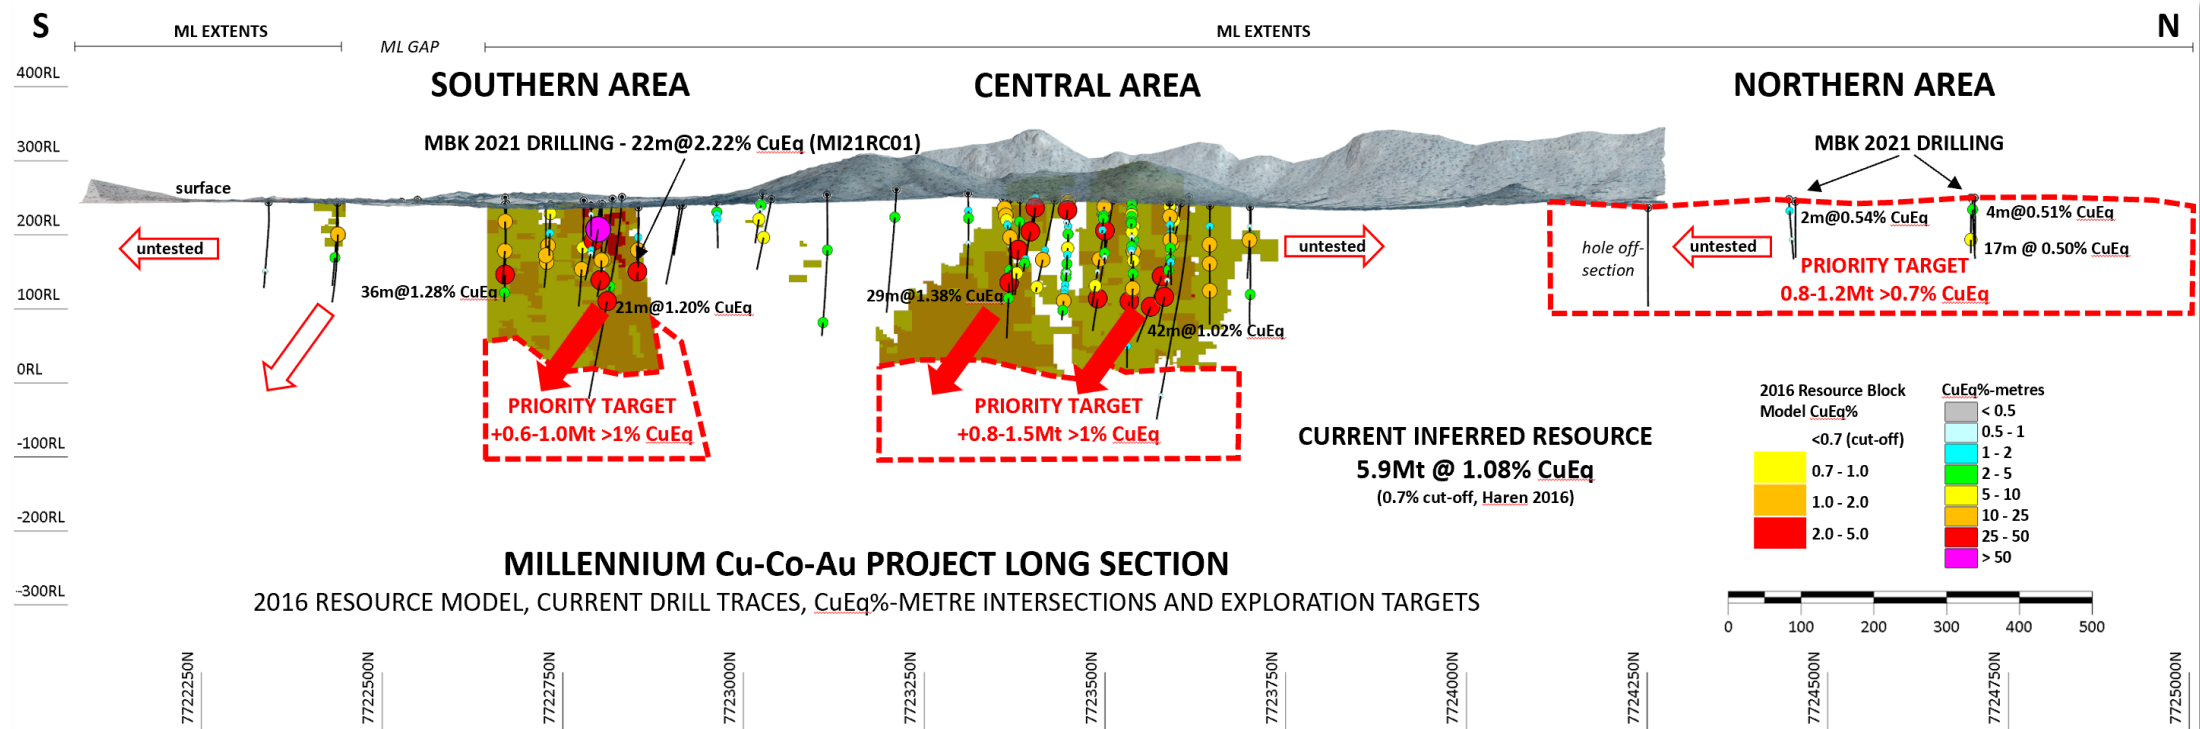 S
N
ML EXTENTS
ML GAP
ML EXTENTS
400RL
300RL
200RL
100RL
0RL
-100RL
-200RL
-300RL
SOUTHERN AREA
CENTRAL AREA
NORTHERN AREA
MBK 2021 DRILLING - 22m@2.22% CuEq (MI21RC01)
MBK 2021 DRILLING
surface
untested
untested
hole off-
section
untested
2m@0.54% CuEq
4m@0.51% CuEq
17m @ 0.50% CuEq
PRIORITY TARGET
0.8-1.2Mt >0.7% CuEq
36m@1.28% CuEq
21m@1.20% CuEq
29m@1.38% CuEq
42m@1.02% CuEq
PRIORITY TARGET
+0.6-1.0Mt >1% CuEq
PRIORITY TARGET
+0.8-1.5Mt >1% CuEq
CURRENT INFERRED RESOURCE
5.9Mt @ 1.08% CuEq
(0.7% cut-off, Haren 2016)
2016 Resource Block
Model CuEq%
<0.7 (cut-off)
0.7 - 1.0
1.0 - 2.0
2.0 - 5.0
CuEq%-metres
< 0.5
0.5 - 1
1 - 2
2 - 5
5 - 10
10 - 25
25 - 50
> 50
MILLENNIUM Cu-Co-Au PROJECT LONG SECTION
2016 RESOURCE MODEL, CURRENT DRILL TRACES, CuEq%-METRE INTERSECTIONS AND EXPLORATION TARGETS
0 100 200 300 400 500
7722250N
7722500N
7722750N
7723000N
7723250N
7723500N
7723750N
7724000N
7724250N
7724500N
7724750N
7725000N